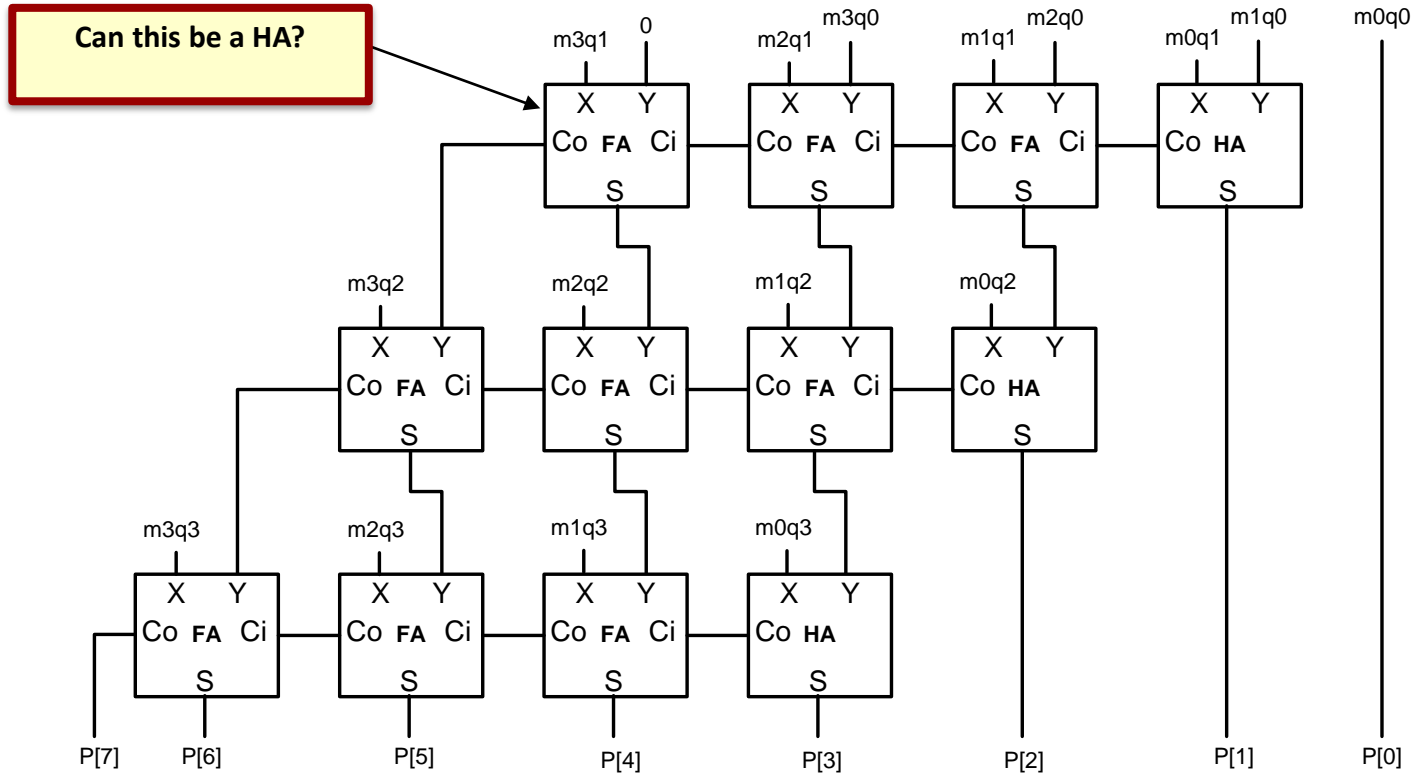 Can this be a HA?
m3q1 0 m2q1 m3q0 m1q1 m2q0 m0q1 m1q0 m0q0
X Y X Y X Y X Y
Co FA Ci Co FA Ci Co FA Ci Co HA
S S S S
m3q2 m2q2 m1q2 m0q2
X Y X Y X Y X Y
Co FA Ci Co FA Ci Co FA Ci Co HA
S S S S
m3q3 m2q3 m1q3 m0q3
X Y X Y X Y X Y
Co FA Ci Co FA Ci Co FA Ci Co HA
S S S S
P[7] P[6] P[5] P[4] P[3] P[2] P[1] P[0]